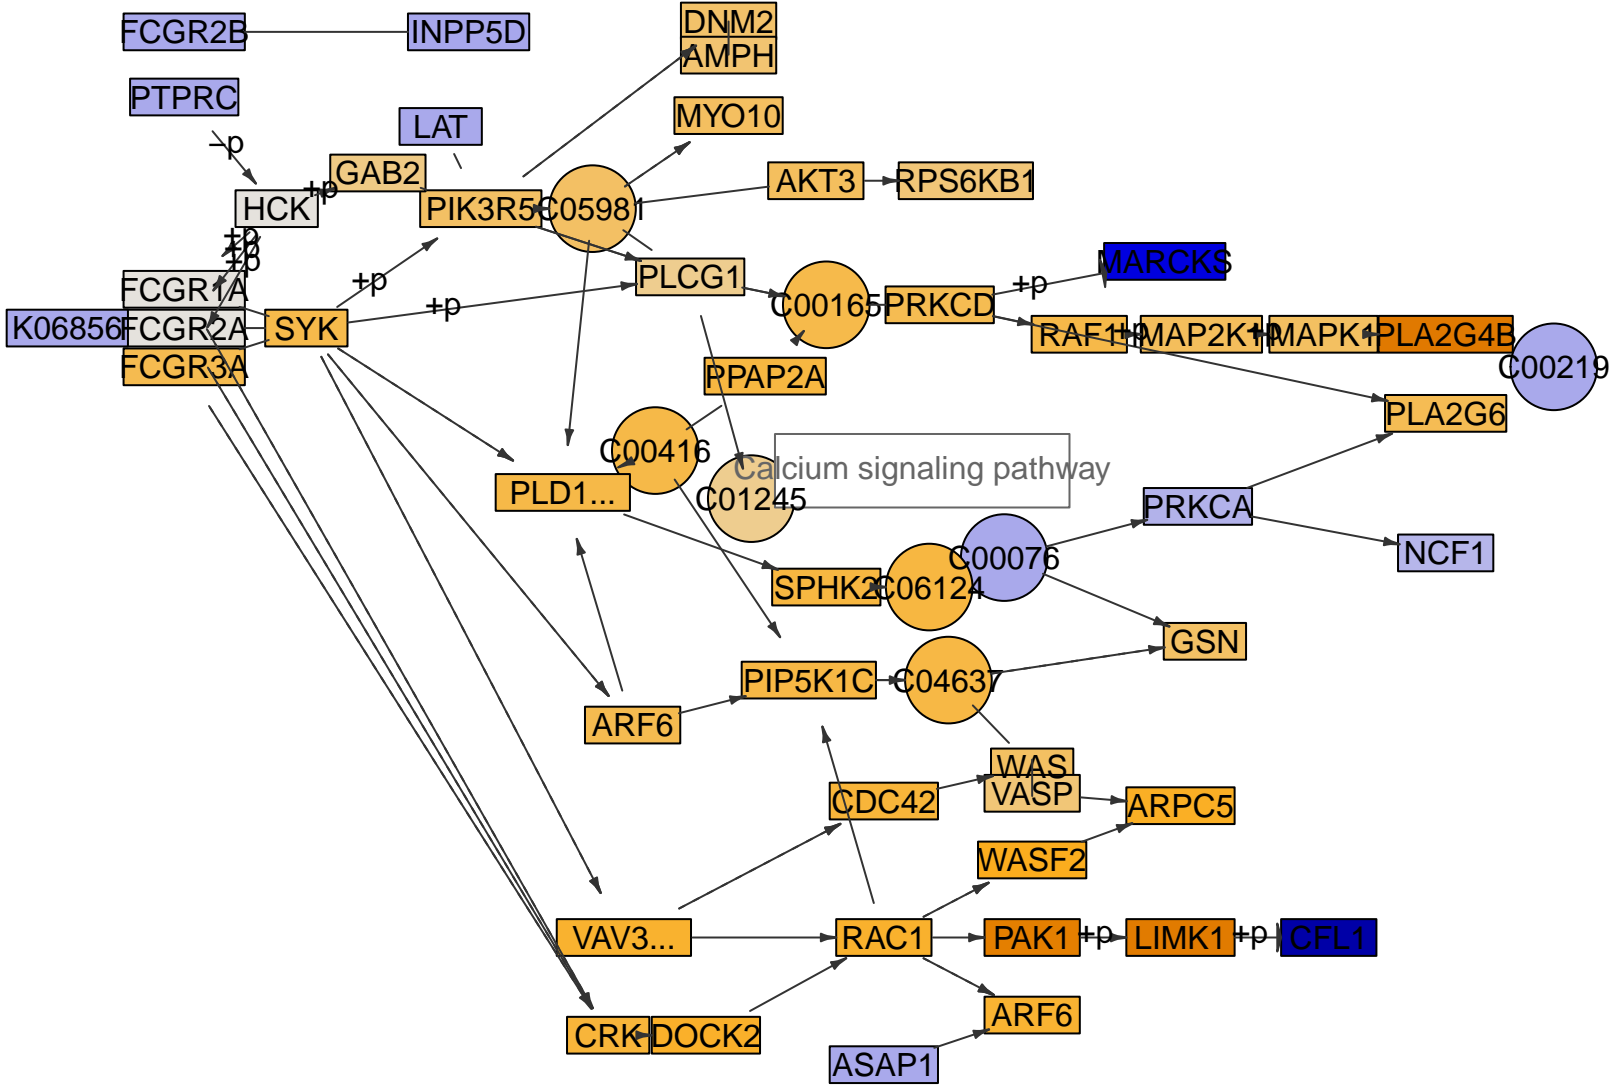 FCGR2B
INPP5D
DNM2
AMPH
PTPRC
LAT
MYO10
–p
GAB2
+p
HCK
PIK3R5
C05981
AKT3
RPS6KB1
+p
+p
+p
FCGR1A
+p
+p
PLCG1
C00165
PRKCD
+p
MARCKS
K06856
FCGR2A
SYK
FCGR3A
RAF1
+p
MAP2K1
+p
MAPK1
PLA2G4B
C00219
PPAP2A
PLA2G6
C00416
Calcium signaling pathway
PLD1...
C01245
PRKCA
NCF1
C00076
SPHK2
C06124
GSN
PIP5K1C
C04637
ARF6
WAS
VASP
CDC42
ARPC5
WASF2
VAV3...
RAC1
PAK1
+p
LIMK1
+p
CFL1
ARF6
CRK
DOCK2
ASAP1